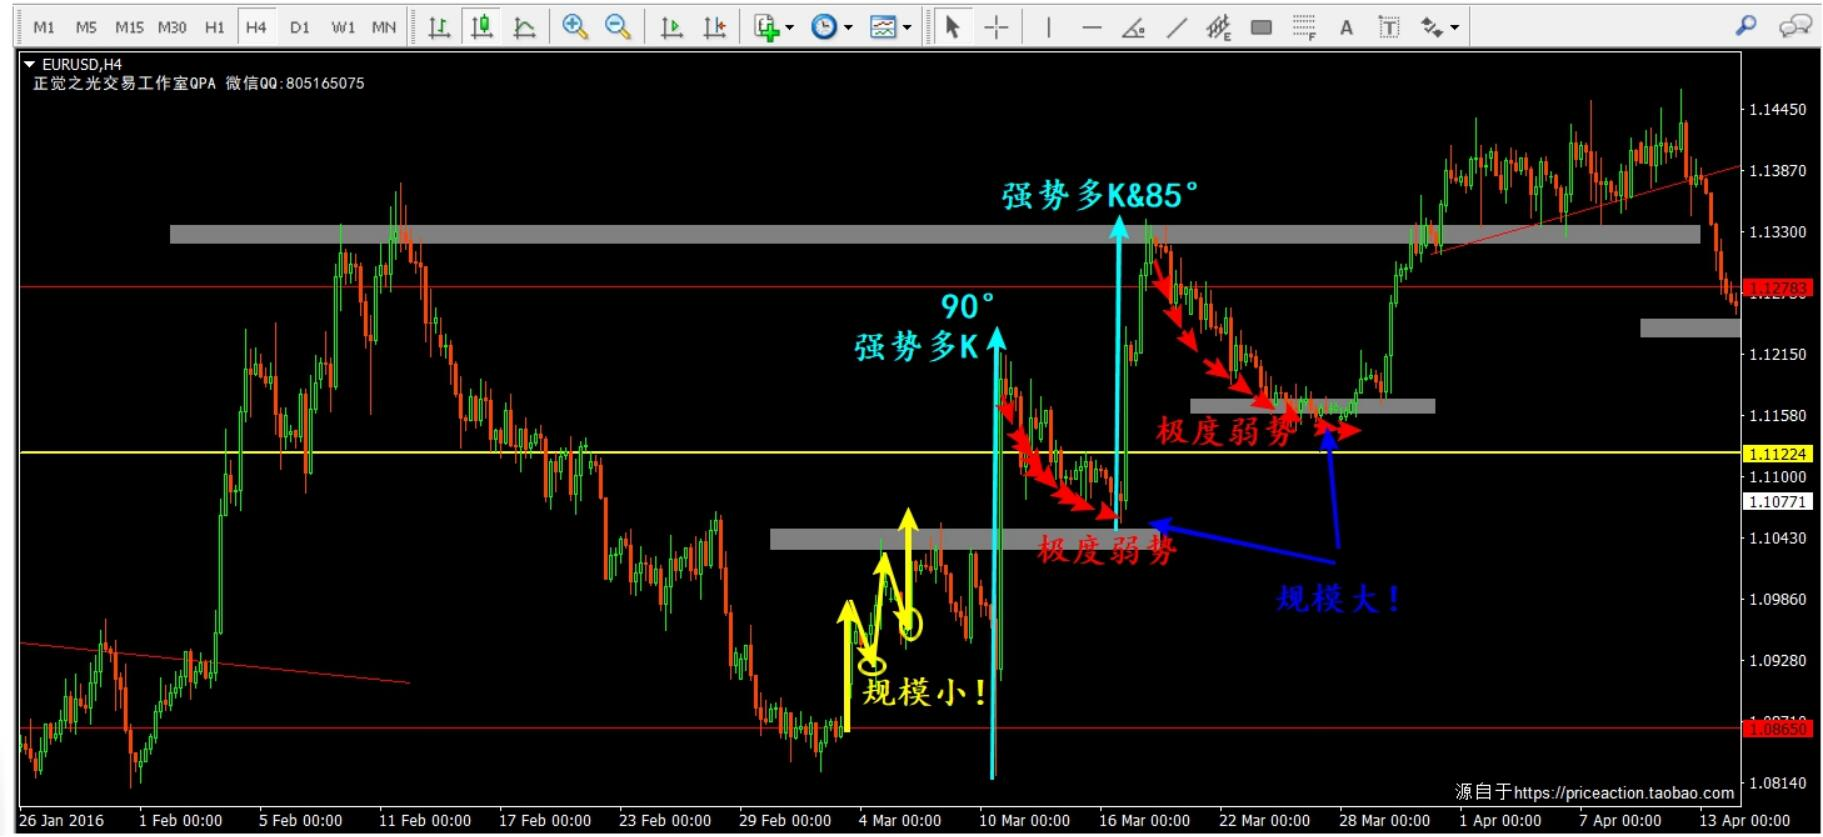 M1 M5 M15 M30 H1 H4 D1 W1 MN E F A T
EURUSD,H4
正觉之光交易工作室QPA 微信QQ:805165075
1.14450
1.13870
强势多K&85°
1.13300
1.12783
90°
强势多K
1.12150
1.11580
极度弱势
1.11224
1.11000
1.10771
1.10430
极度弱势
规模大!
1.09860
1.09280
规模小!
1.08650
1.08140
源自于https://priceaction.taobao.com
26 Jan 2016 1 Feb 00:00 5 Feb 00:00 11 Feb 00:00 17 Feb 00:00 23 Feb 00:00 29 Feb 00:00 4 Mar 00:00 10 Mar 00:00 16 Mar 00:00 22 Mar 00:00 28 Mar 00:00 1 Apr 00:00 7 Apr 00:00 13 Apr 00:00